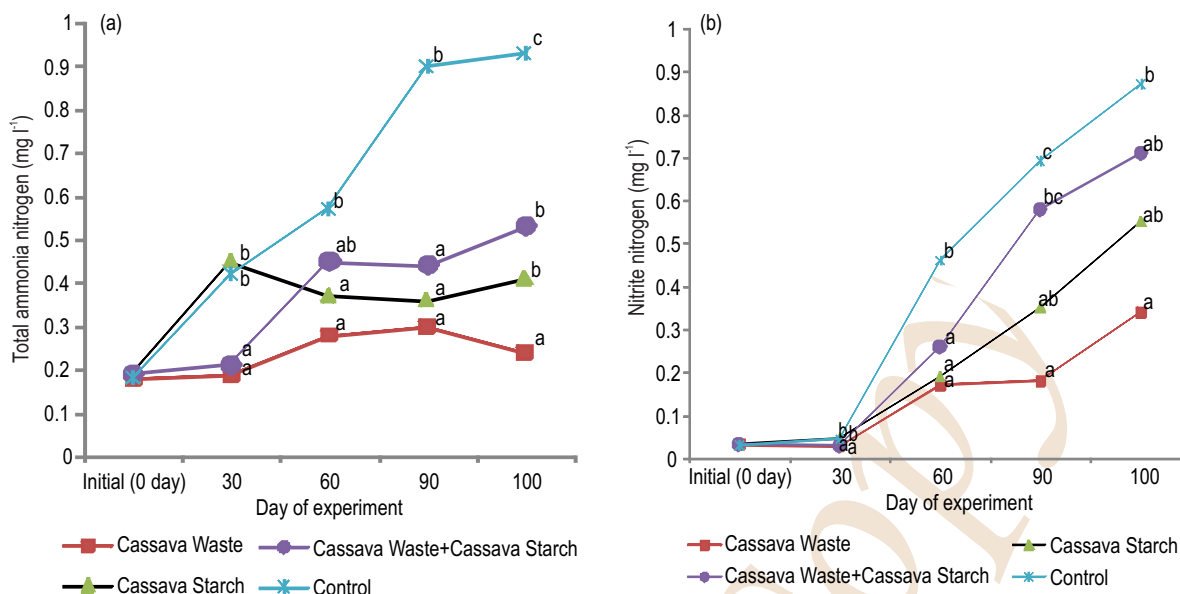 (a)
Total ammonia nitrogen (mg l⁻¹)
1
0.9
0.8
0.7
0.6
0.5
0.4
0.3
0.2
0.1
0
b
c
b
b
b
ab
a
b
a
a
b
a
a
a
a
a
Initial (0 day) 30 60 90 100
Day of experiment
Cassava Waste
Cassava Waste+Cassava Starch
Cassava Starch
Control
(b)
Nitrite nitrogen (mg l⁻¹)
1
0.9
0.8
0.7
0.6
0.5
0.4
0.3
0.2
0.1
0
b
c
ab
bc
b
ab
ab
a
a
a
a
a
b
b
a
a
Initial (0 day) 30 60 90 100
Day of experiment
Cassava Waste
Cassava Starch
Cassava Waste+Cassava Starch
Control